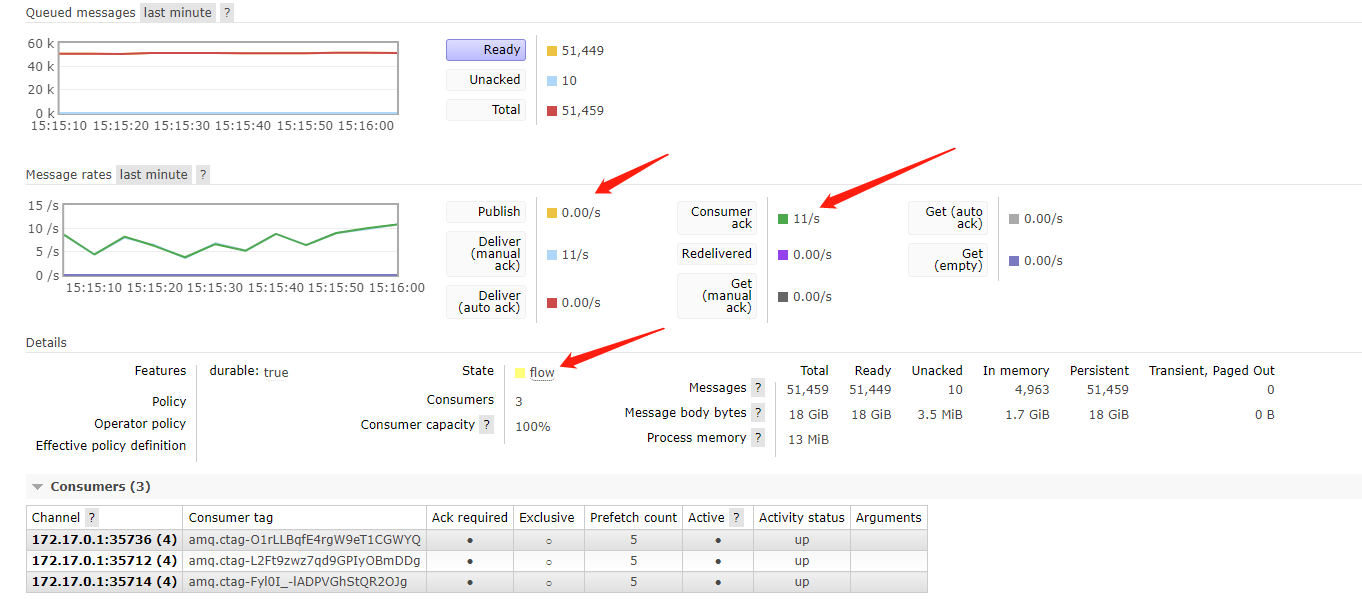 Queued messages last minute ?
60 k
40 k
20 k
0 k
15:15:10 15:15:20 15:15:30 15:15:40 15:15:50 15:16:00
Ready 51,449
Unacked 10
Total 51,459
Message rates last minute ?
15 /s
10 /s
5 /s
0 /s
15:15:10 15:15:20 15:15:30 15:15:40 15:15:50 15:16:00
Publish 0.00/s
Deliver
(manual
ack)
11/s
Deliver
(auto ack)
0.00/s
Consumer
ack
11/s
Redelivered 0.00/s
Get
(manual
ack)
0.00/s
Get (auto
ack)
0.00/s
Get
(empty)
0.00/s
Details
Features durable: true
Policy
Operator policy
Effective policy definition
State flow
Consumers 3
Consumer capacity ? 100%
Total Ready Unacked In memory Persistent Transient, Paged Out
Messages ? 51,459 51,449 10 4,963 51,459 0
Message body bytes ? 18 GiB 18 GiB 3.5 MiB 1.7 GiB 18 GiB 0 B
Process memory ? 13 MiB
Consumers (3)
Channel ? Consumer tag Ack required Exclusive Prefetch count Active ? Activity status Arguments
172.17.0.1:35736 (4) amq.ctag-O1rLLBqfE4rgW9eT1CGWYQ ● ○ 5 ● up
172.17.0.1:35712 (4) amq.ctag-L2Ft9zwz7qd9GPIyOBmDDg ● ○ 5 ● up
172.17.0.1:35714 (4) amq.ctag-Fyl0I_-lADPVGhStQR2OJg ● ○ 5 ● up